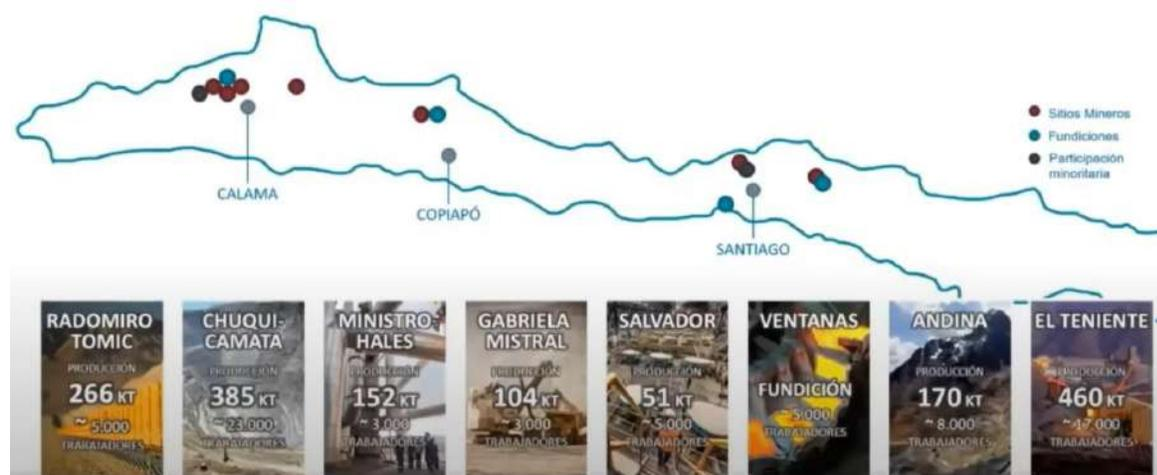 Sitios Mineros
Fundiciones
Participación
minoritaria
CALAMA
COPIAPÓ
SANTIAGO
RADOMIRO
TOMIC
PRODUCCIÓN
266 KT
~ 5.000
TRABAJADORES
CHUQUI-
CAMATA
PRODUCCIÓN
385 KT
~ 23.000
TRABAJADORES
MINISTRO-
HALES
PRODUCCIÓN
152 KT
~ 3.000
TRABAJADORES
GABRIELA
MISTRAL
PRODUCCIÓN
104 KT
~ 3.000
TRABAJADORES
SALVADOR
PRODUCCIÓN
51 KT
~ 5.000
TRABAJADORES
VENTANAS
FUNDICIÓN
~ 5.000
TRABAJADORES
ANDINA
PRODUCCIÓN
170 KT
~ 8.000
TRABAJADORES
EL TENIENTE
PRODUCCIÓN
460 KT
~ 17.000
TRABAJADORES